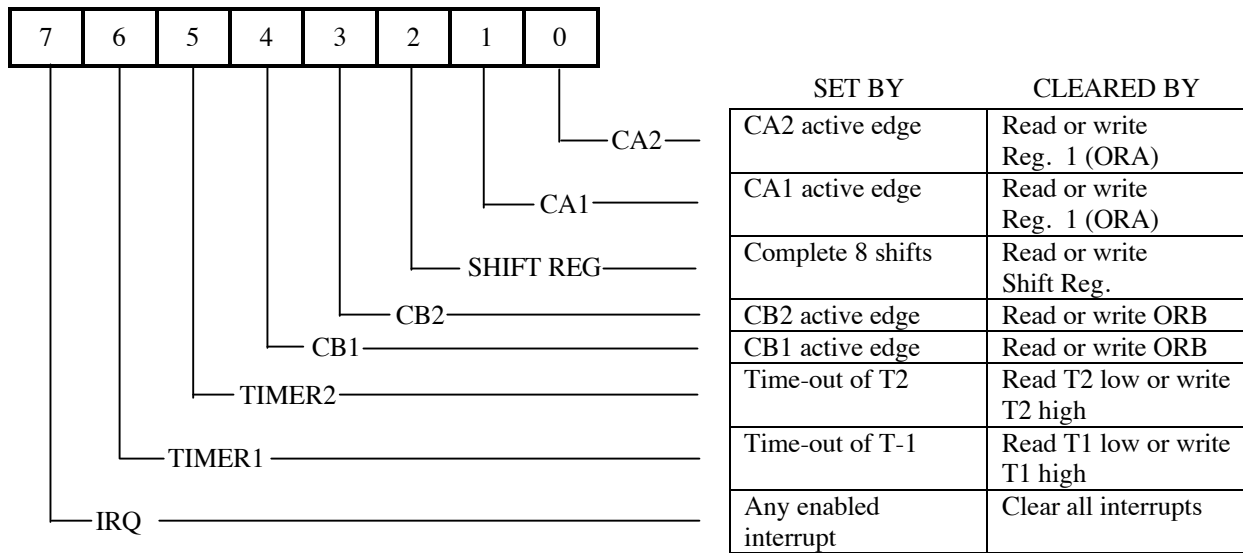 7 6 5 4 3 2 1 0
SET BY CLEARED BY
CA2 CA2 active edge Read or write
Reg. 1 (ORA)
CA1 CA1 active edge Read or write
Reg. 1 (ORA)
SHIFT REG Complete 8 shifts Read or write
Shift Reg.
CB2 CB2 active edge Read or write ORB
CB1 CB1 active edge Read or write ORB
TIMER2 Time-out of T2 Read T2 low or write
T2 high
TIMER1 Time-out of T-1 Read T1 low or write
T1 high
IRQ Any enabled Clear all interrupts
interrupt